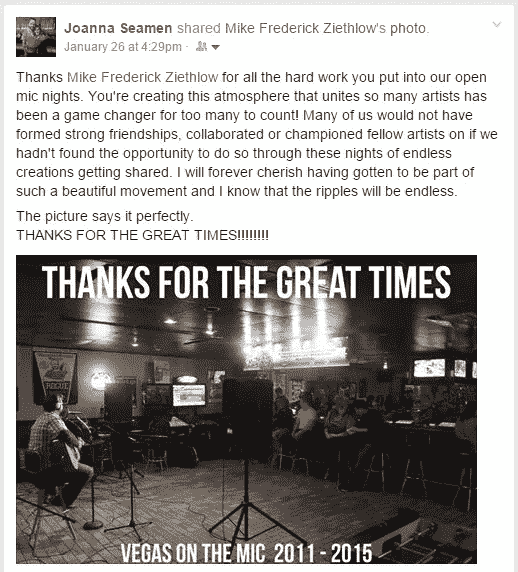 Joanna Seamen shared Mike Frederick Ziethlow's photo.
January 26 at 4:29pm ·
Thanks Mike Frederick Ziethlow for all the hard work you put into our open
mic nights. You're creating this atmosphere that unites so many artists has
been a game changer for too many to count! Many of us would not have
formed strong friendships, collaborated or championed fellow artists on if we
hadn't found the opportunity to do so through these nights of endless
creations getting shared. I will forever cherish having gotten to be part of
such a beautiful movement and I know that the ripples will be endless.
The picture says it perfectly.
THANKS FOR THE GREAT TIMES!!!!!!!!
THANKS FOR THE GREAT TIMES
ROGUE
VEGAS ON THE MIC 2011 - 2015